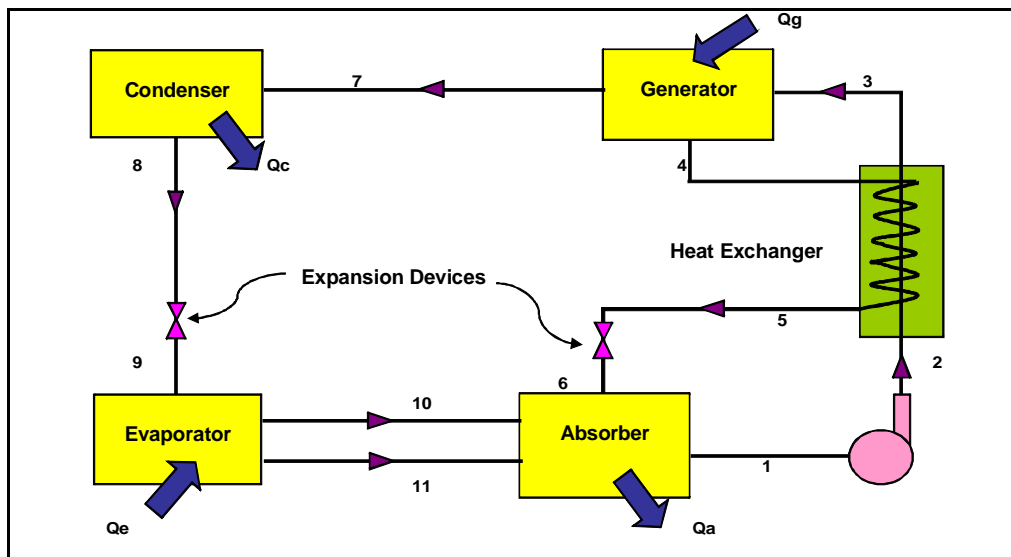 Qg
7
3
Condenser
Generator
8
Qc
4
Heat Exchanger
Expansion Devices
5
9
6
2
10
Evaporator
Absorber
1
11
Qe
Qa